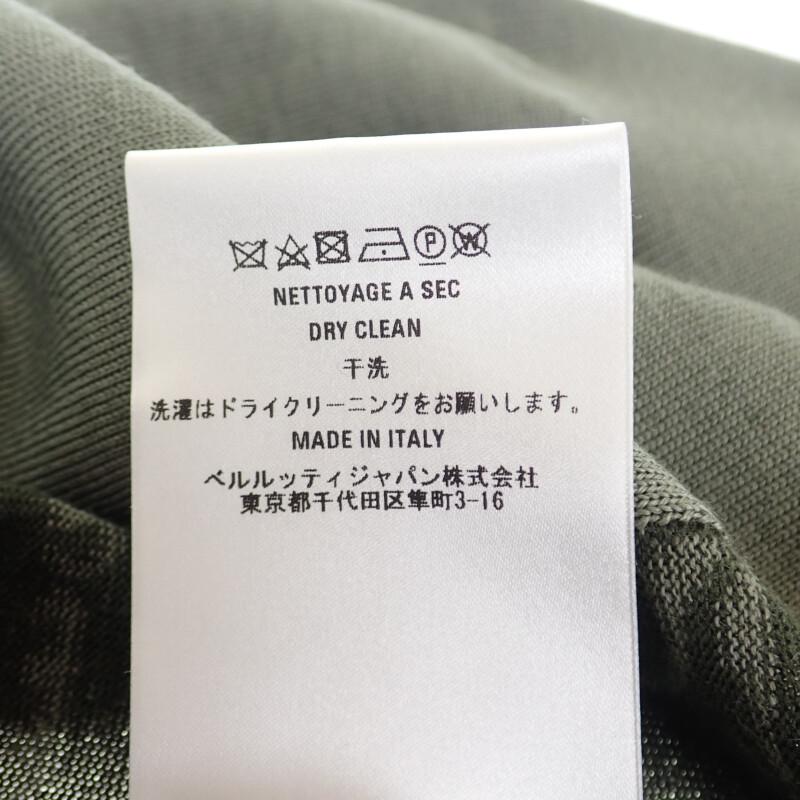 P W
NETTOYAGE A SEC
DRY CLEAN
干洗
洗濯はドライクリーニングをお願いします。
MADE IN ITALY
ベルルッティジャパン株式会社
東京都千代田区隼町3-16